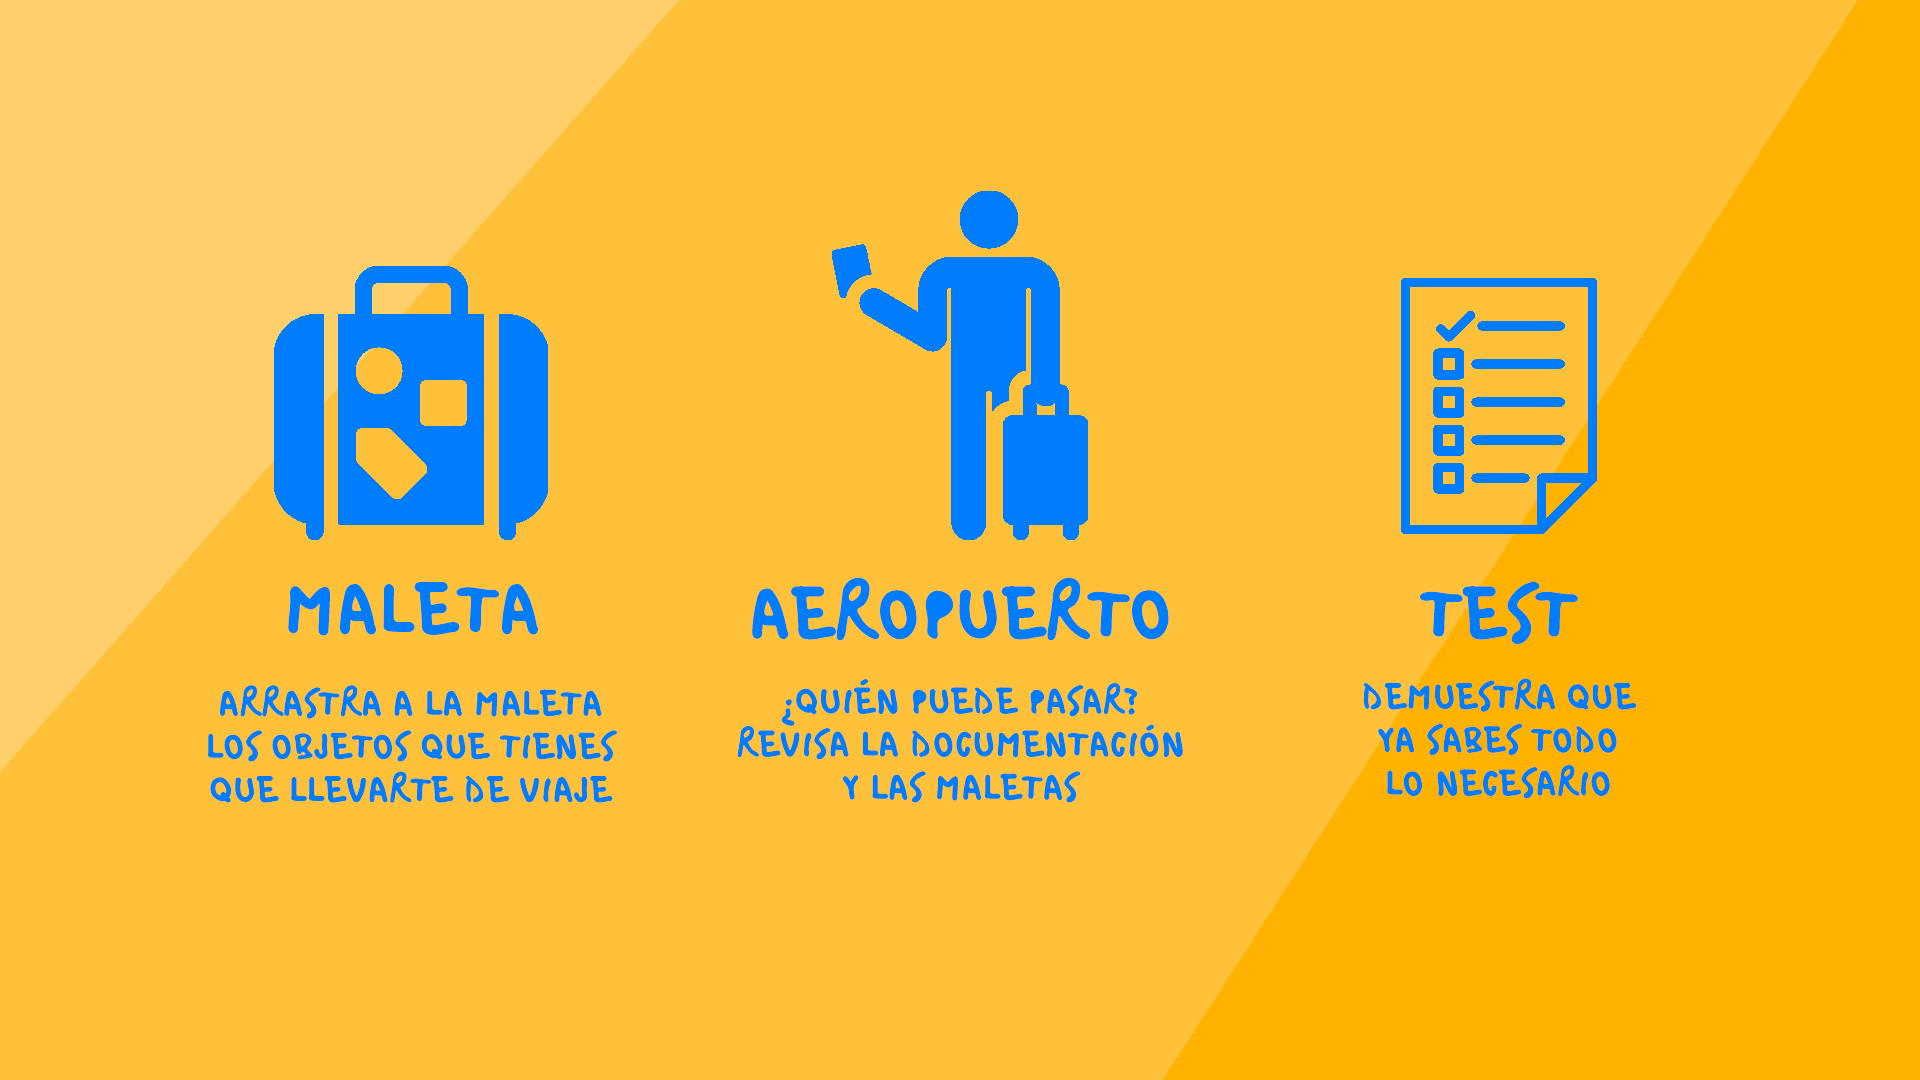 MALETA
ARRASTRA A LA MALETA
LOS OBJETOS QUE TIENES
QUE LLEVARTE DE VIAJE
AEROPUERTO
¿QUIÉN PUEDE PASAR?
REVISA LA DOCUMENTACIÓN
Y LAS MALETAS
TEST
DEMUESTRA QUE
YA SABES TODO
LO NECESARIO